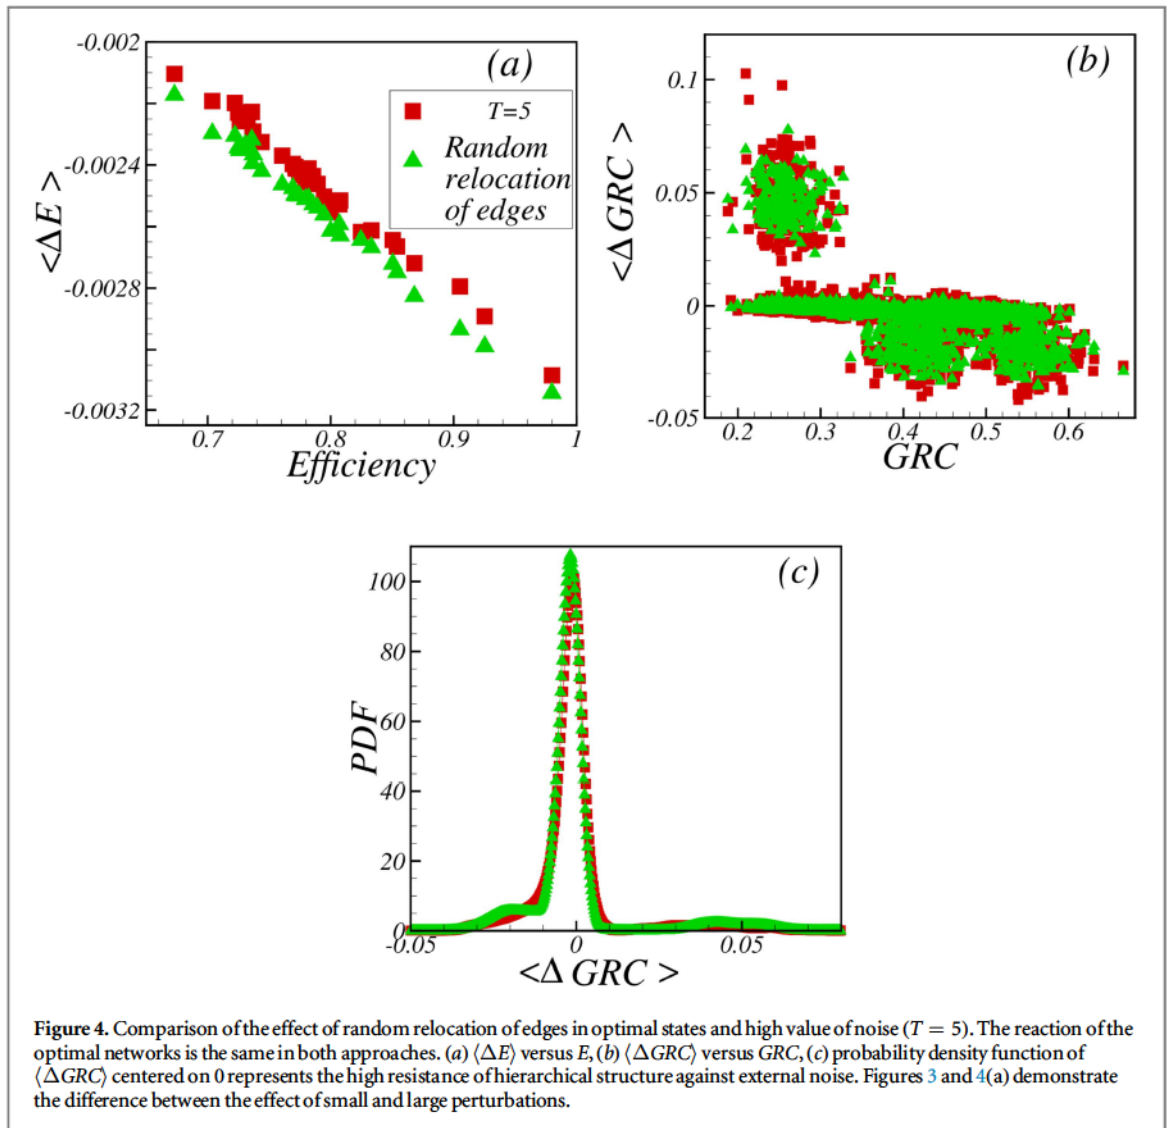 (a)
-0.002
-0.0024
-0.0028
-0.0032
<ΔE>
T=5
Random
relocation
of edges
0.7
0.8
0.9
1
Efficiency
(b)
0.1
0.05
0
-0.05
<ΔGRC>
0.2
0.3
0.4
0.5
0.6
GRC
(c)
100
80
60
40
20
0
PDF
-0.05
0
0.05
<Δ GRC >
Figure 4. Comparison of the effect of random relocation of edges in optimal states and high value of noise (T = 5). The reaction of the
optimal networks is the same in both approaches. (a) ⟨ΔE⟩ versus E, (b) ⟨ΔGRC⟩ versus GRC, (c) probability density function of
⟨ΔGRC⟩ centered on 0 represents the high resistance of hierarchical structure against external noise. Figures 3 and 4(a) demonstrate
the difference between the effect of small and large perturbations.